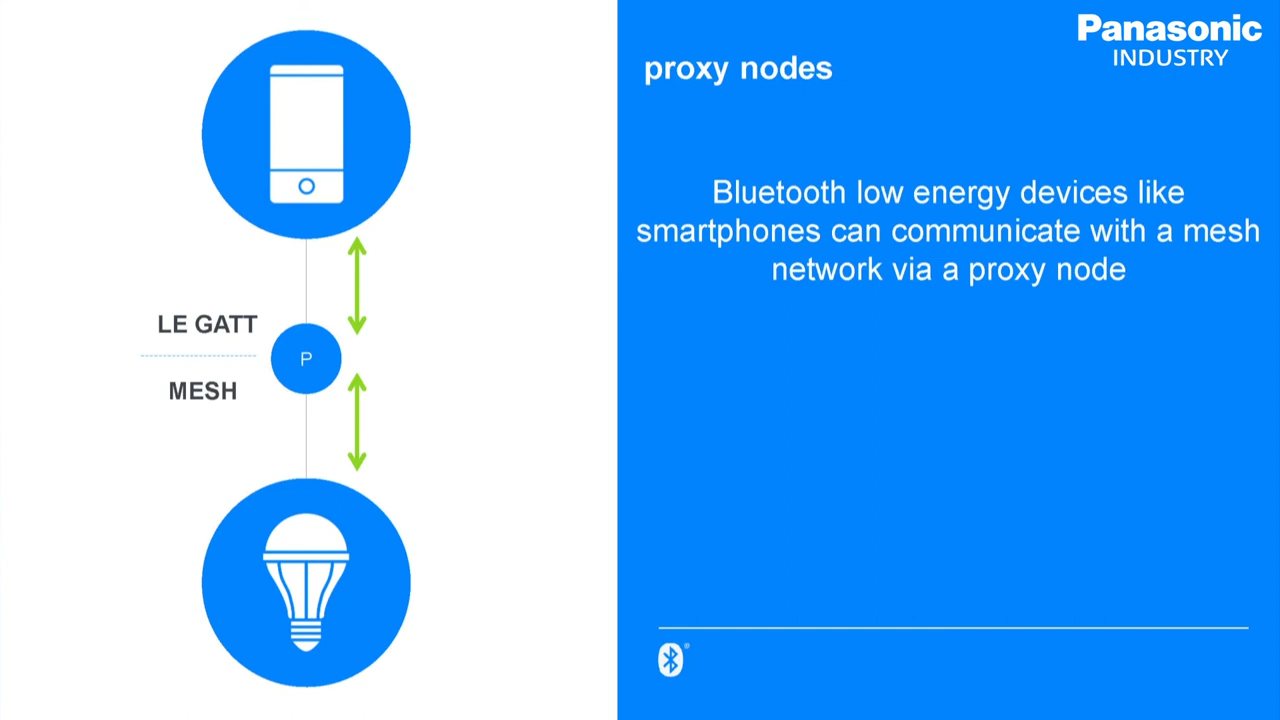 Panasonic
INDUSTRY
proxy nodes
Bluetooth low energy devices like
smartphones can communicate with a mesh
network via a proxy node
LE GATT
P
MESH
®